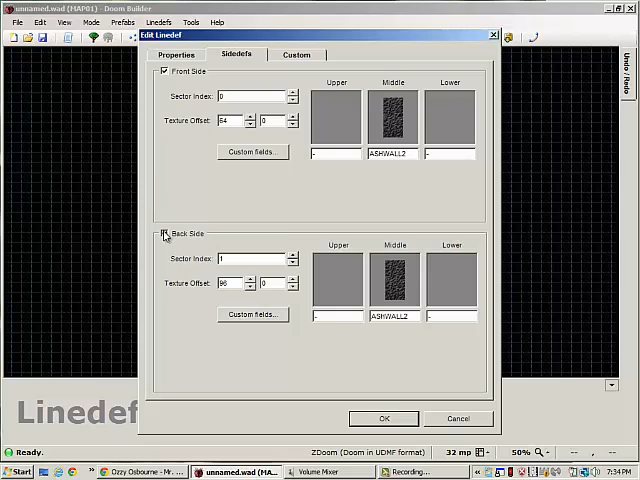 unnamed.wad (MAP01) - Doom Builder
File Edit View Mode Prefabs Linedefs Tools Help
Edit Linedef
Properties Sidedefs Custom
Front Side
Sector Index: 0
Texture Offset: 64 0
Custom fields...
Upper Middle Lower
- ASHWALL2 -
Back Side
Sector Index: 1
Texture Offset: 96 0
Custom fields...
Upper Middle Lower
- ASHWALL2 -
OK Cancel
Undo / Redo
Linedef
Ready. ZDoom (Doom in UDMF format) 32 mp 50% -- , --
Start Ozzy Osbourne - Mr. ... unnamed.wad (MA... Volume Mixer Recording... 7:34 PM